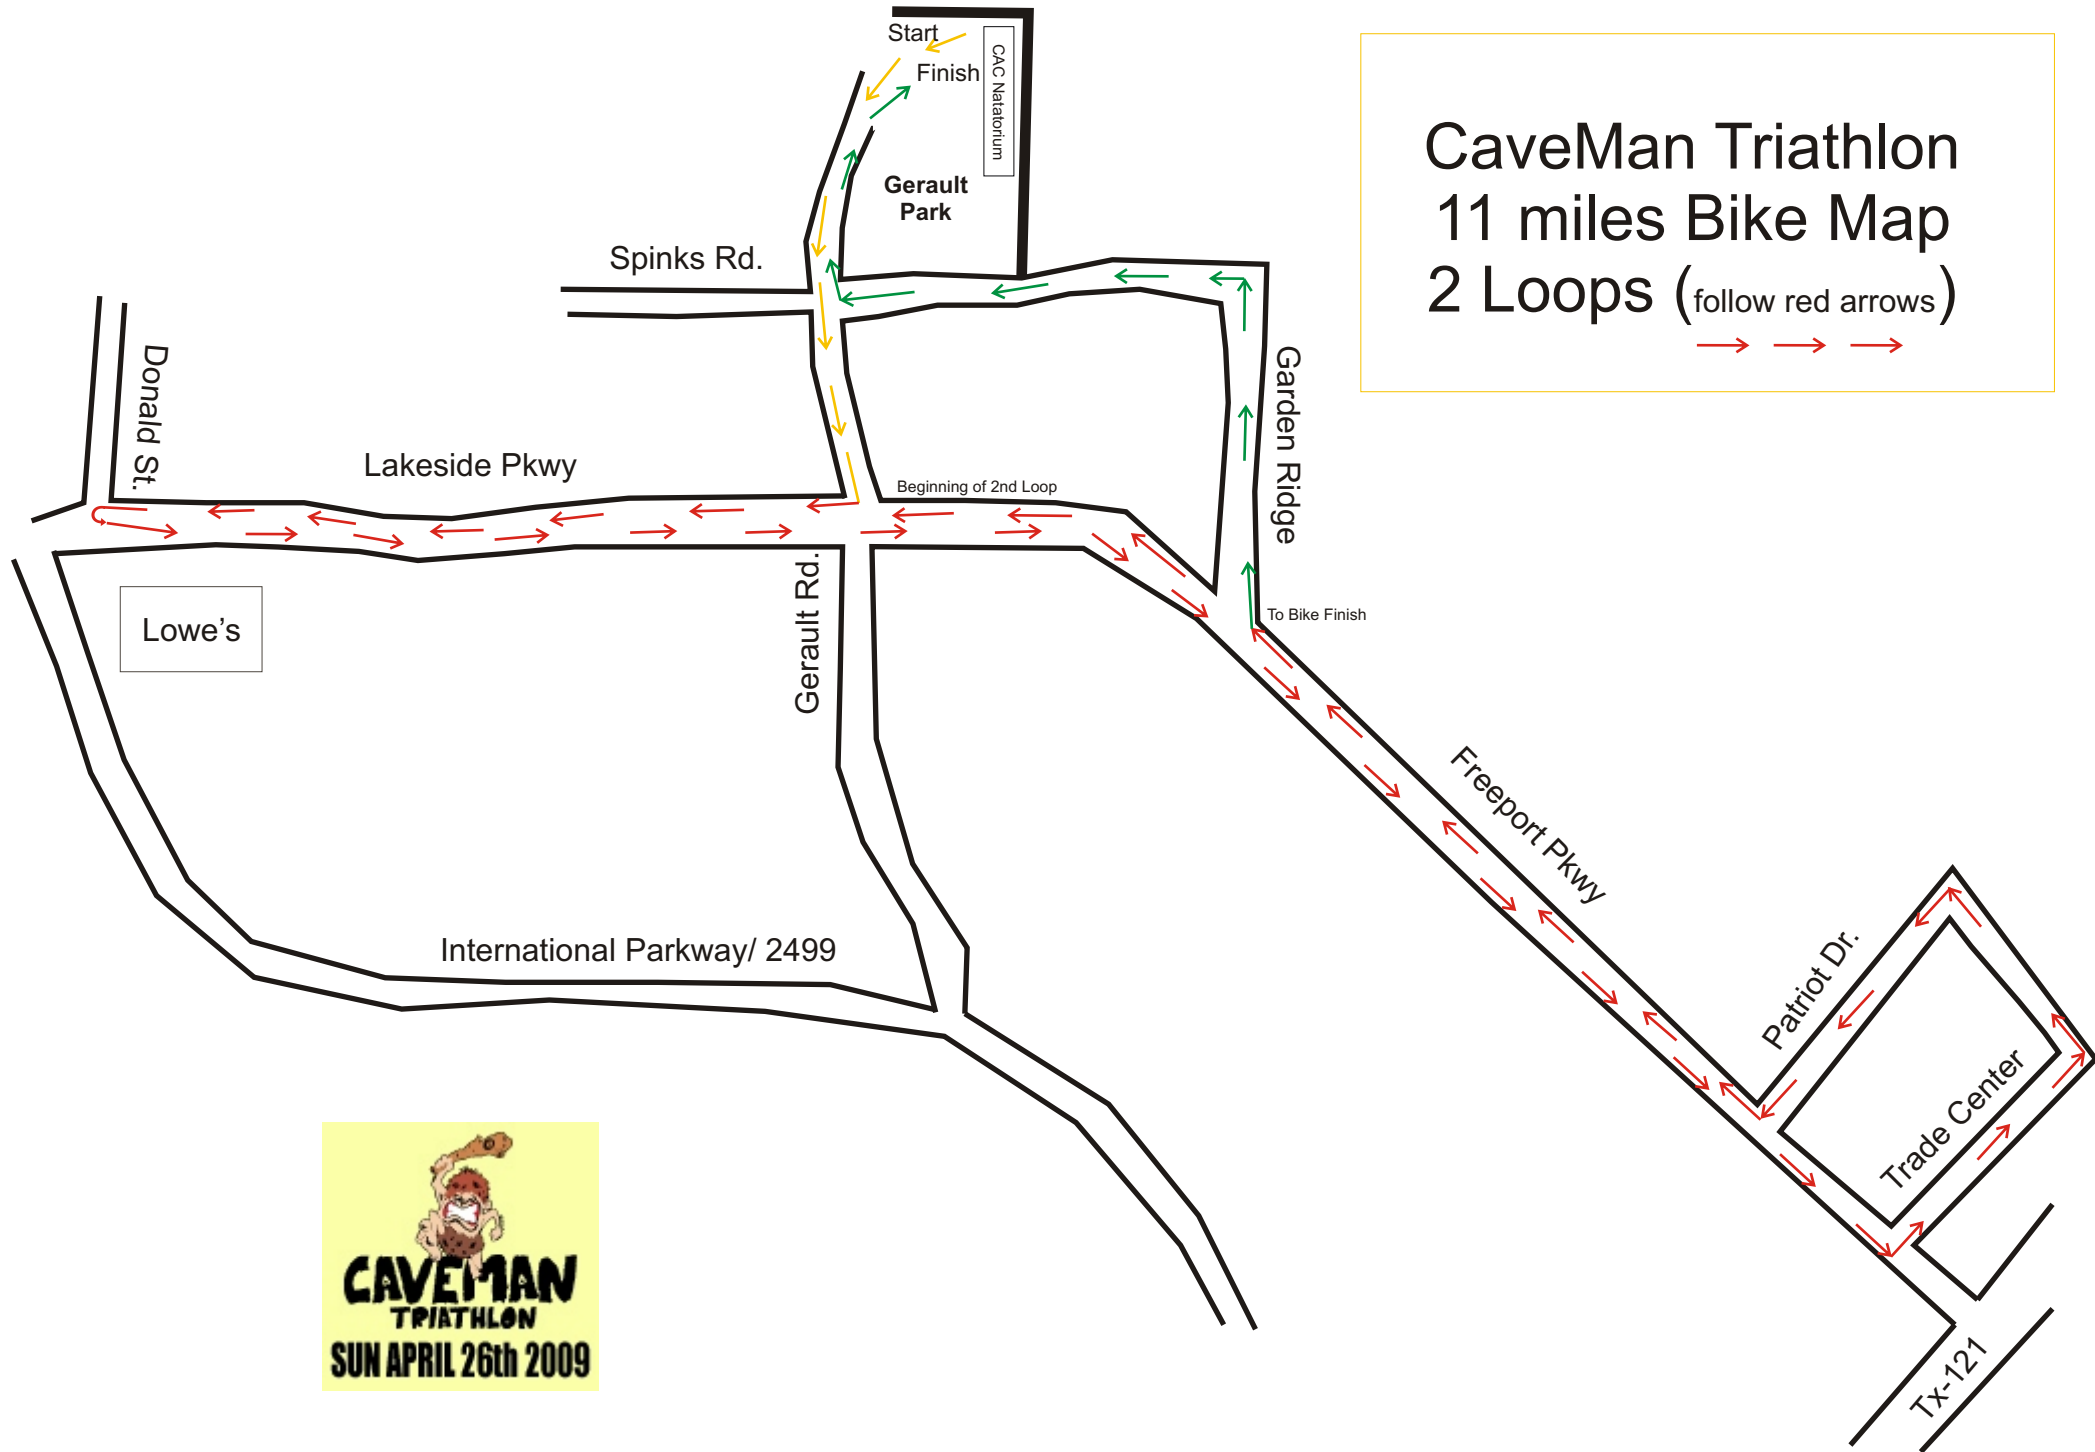 Start
Finish
CAC Natatorium
Gerault
Park
CaveMan Triathlon
11 miles Bike Map
2 Loops (follow red arrows)
Spinks Rd.
Donald St.
Lakeside Pkwy
Beginning of 2nd Loop
Garden Ridge
To Bike Finish
Lowe's
Gerault Rd.
Freeport Pkwy
International Parkway/ 2499
Patriot Dr.
Trade Center
Tx-121
CAVEMAN
TRIATHLON
SUN APRIL 26th 2009